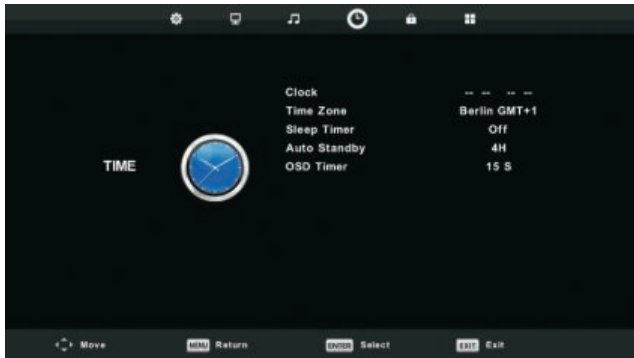 Clock -- -- -- --
Time Zone Berlin GMT+1
Sleep Timer Off
Auto Standby 4H
TIME
OSD Timer 15 S
Move MENU Return ENTER Select EXIT Exit